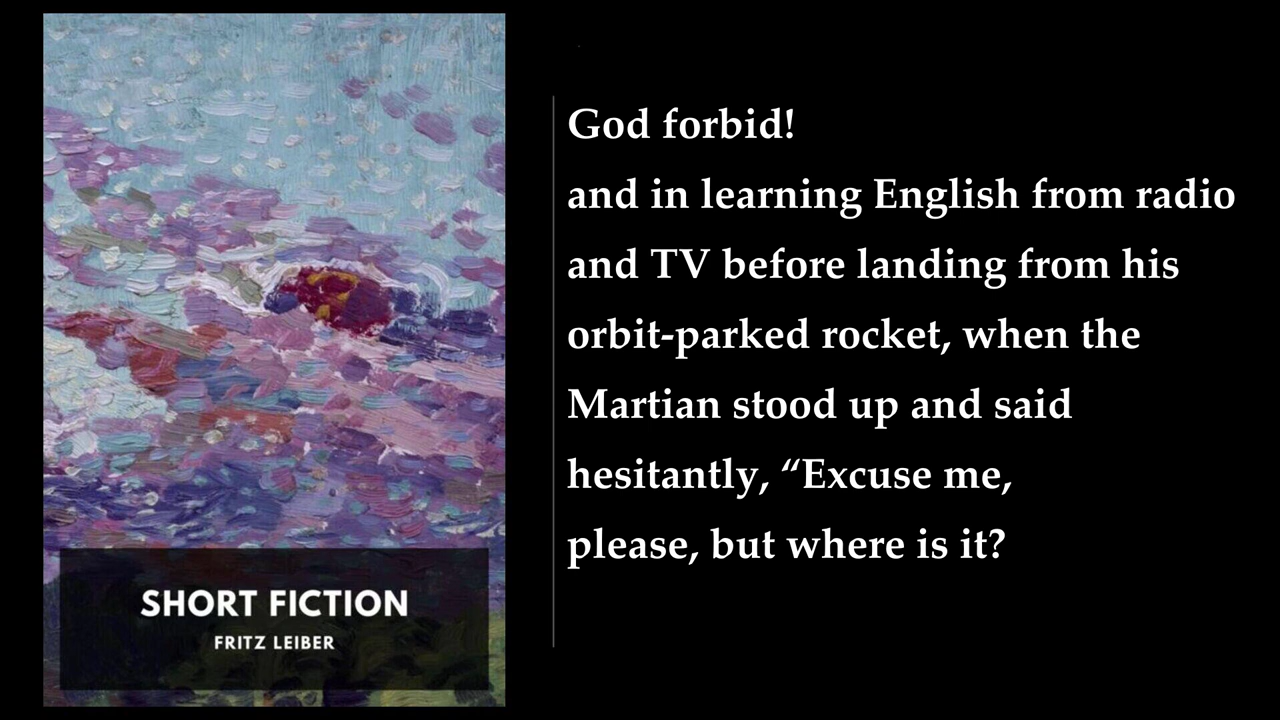 SHORT FICTION
FRITZ LEIBER
God forbid!
and in learning English from radio
and TV before landing from his
orbit-parked rocket, when the
Martian stood up and said
hesitantly, “Excuse me,
please, but where is it?